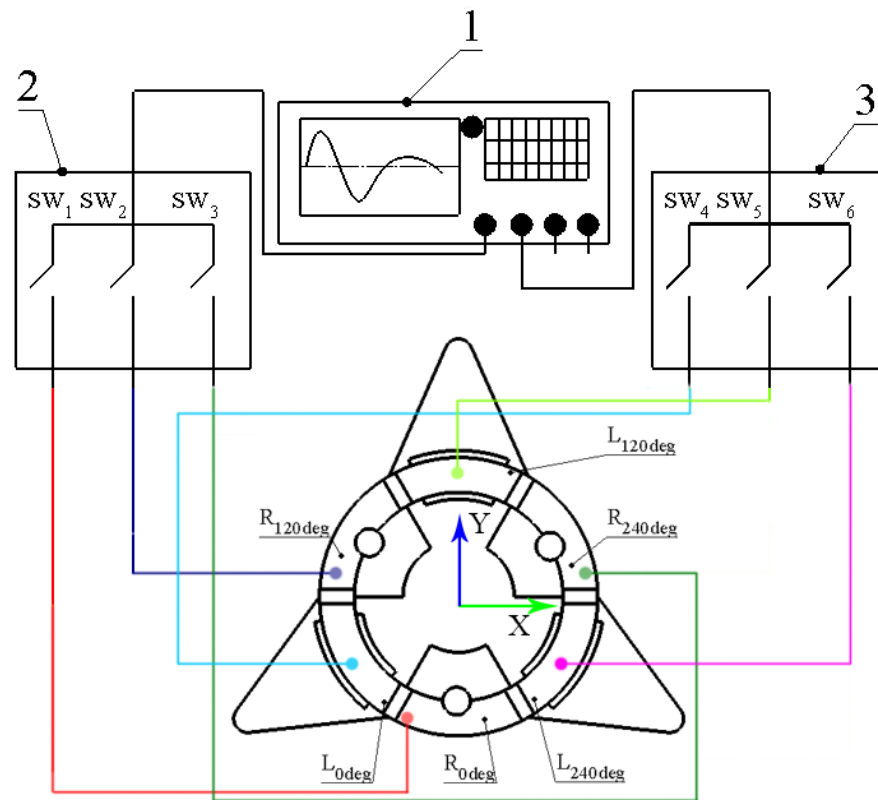 1
2
3
SW₁ SW₂ SW₃
SW₄ SW₅ SW₆
L₁₂₀deg
R₁₂₀deg
R₂₄₀deg
Y
X
L₀deg
R₀deg
L₂₄₀deg